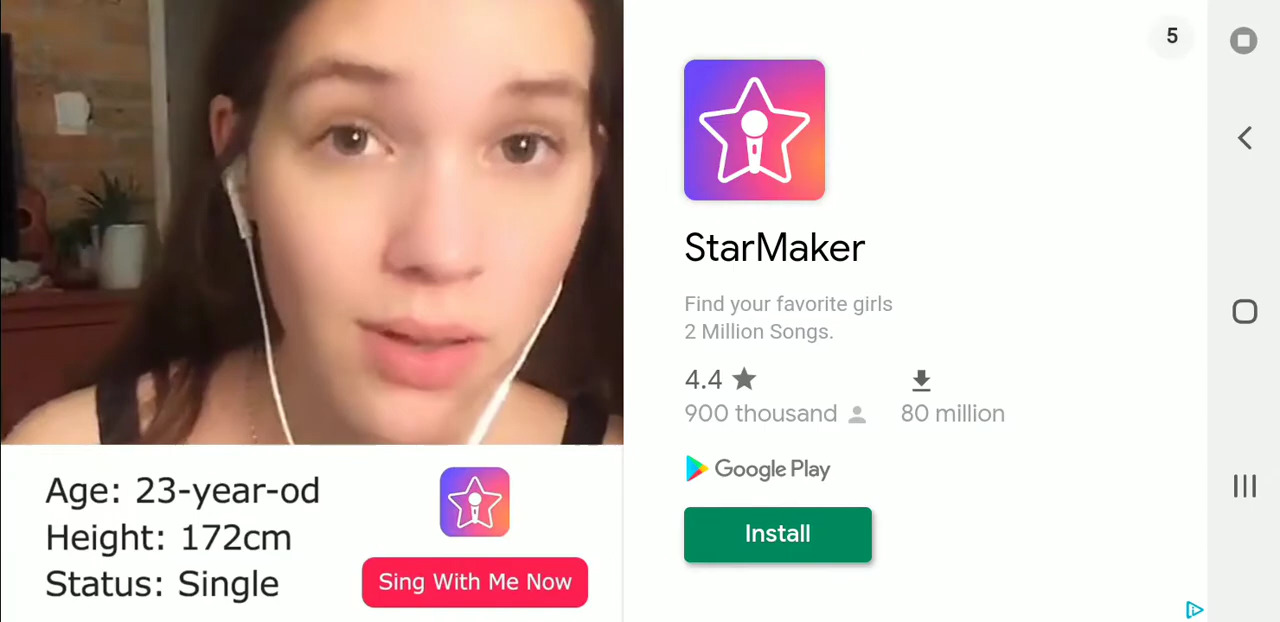 Age: 23-year-od
Height: 172cm
Status: Single
Sing With Me Now
5
StarMaker
Find your favorite girls
2 Million Songs.
4.4
900 thousand
80 million
Google Play
Install